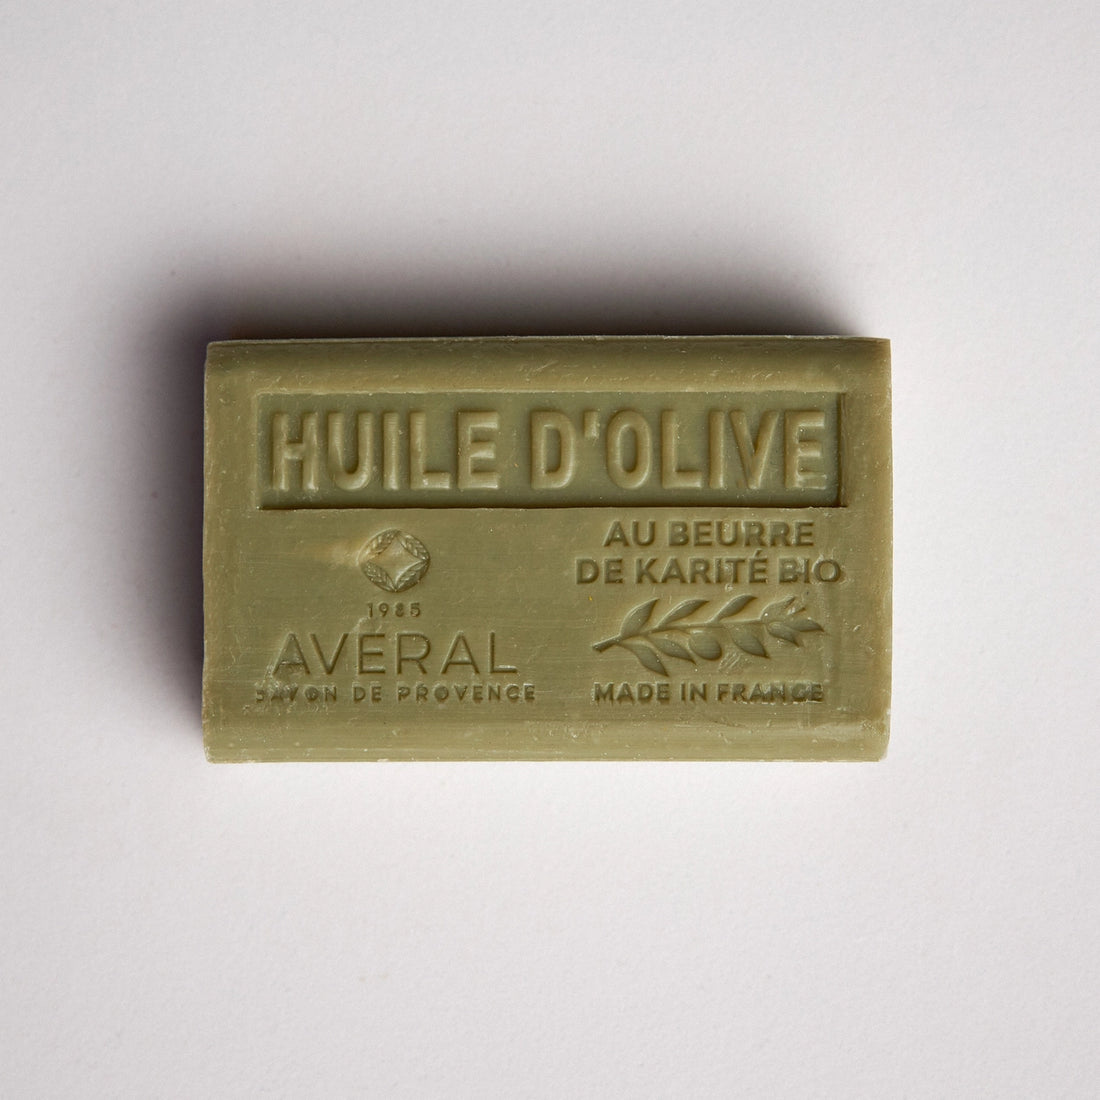 HUILE D'OLIVE
1985
AVERAL
SAVON DE PROVENCE
AU BEURRE
DE KARITÉ BIO
MADE IN FRANCE